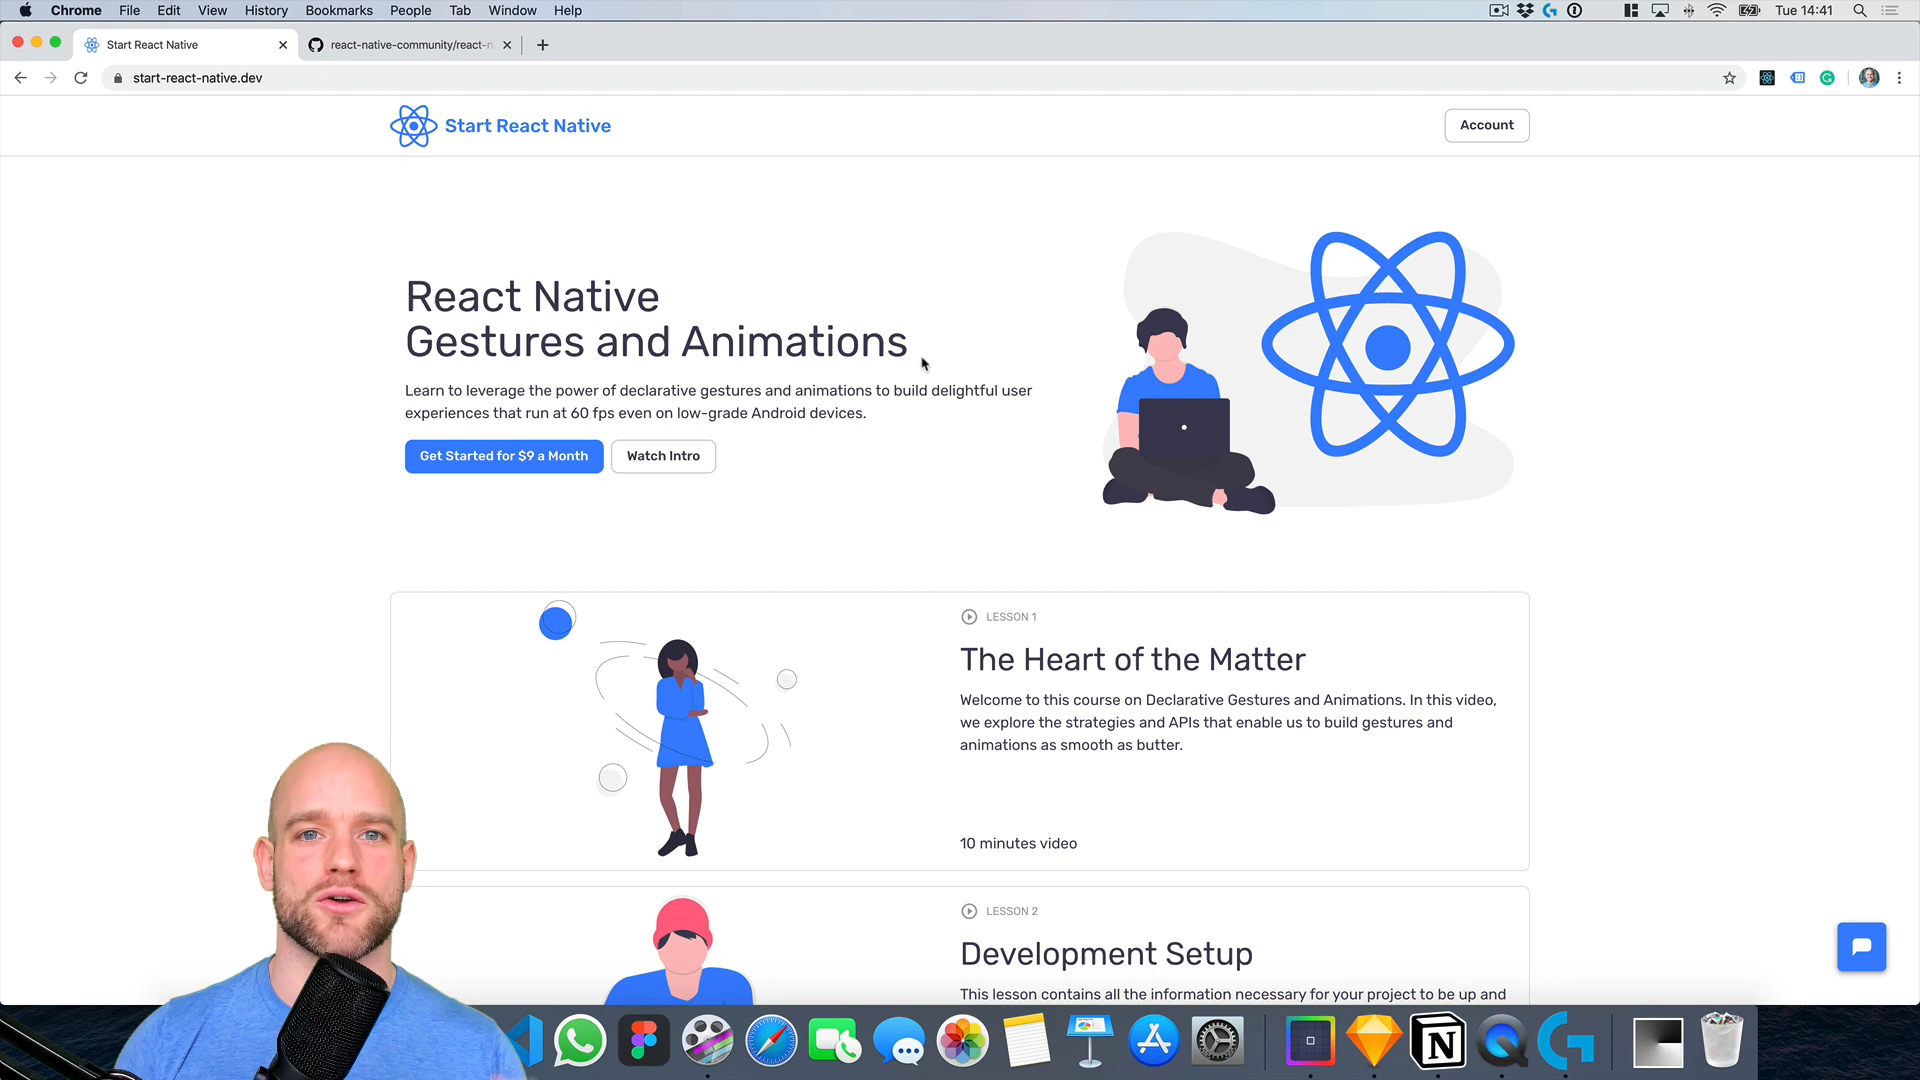 Chrome File Edit View History Bookmarks People Tab Window Help Tue 14:41
Start React Native react-native-community/react-n
start-react-native.dev
Start React Native
Account
React Native
Gestures and Animations
Learn to leverage the power of declarative gestures and animations to build delightful user
experiences that run at 60 fps even on low-grade Android devices.
Get Started for $9 a Month Watch Intro
LESSON 1
The Heart of the Matter
Welcome to this course on Declarative Gestures and Animations. In this video,
we explore the strategies and APIs that enable us to build gestures and
animations as smooth as butter.
10 minutes video
LESSON 2
Development Setup
This lesson contains all the information necessary for your project to be up and